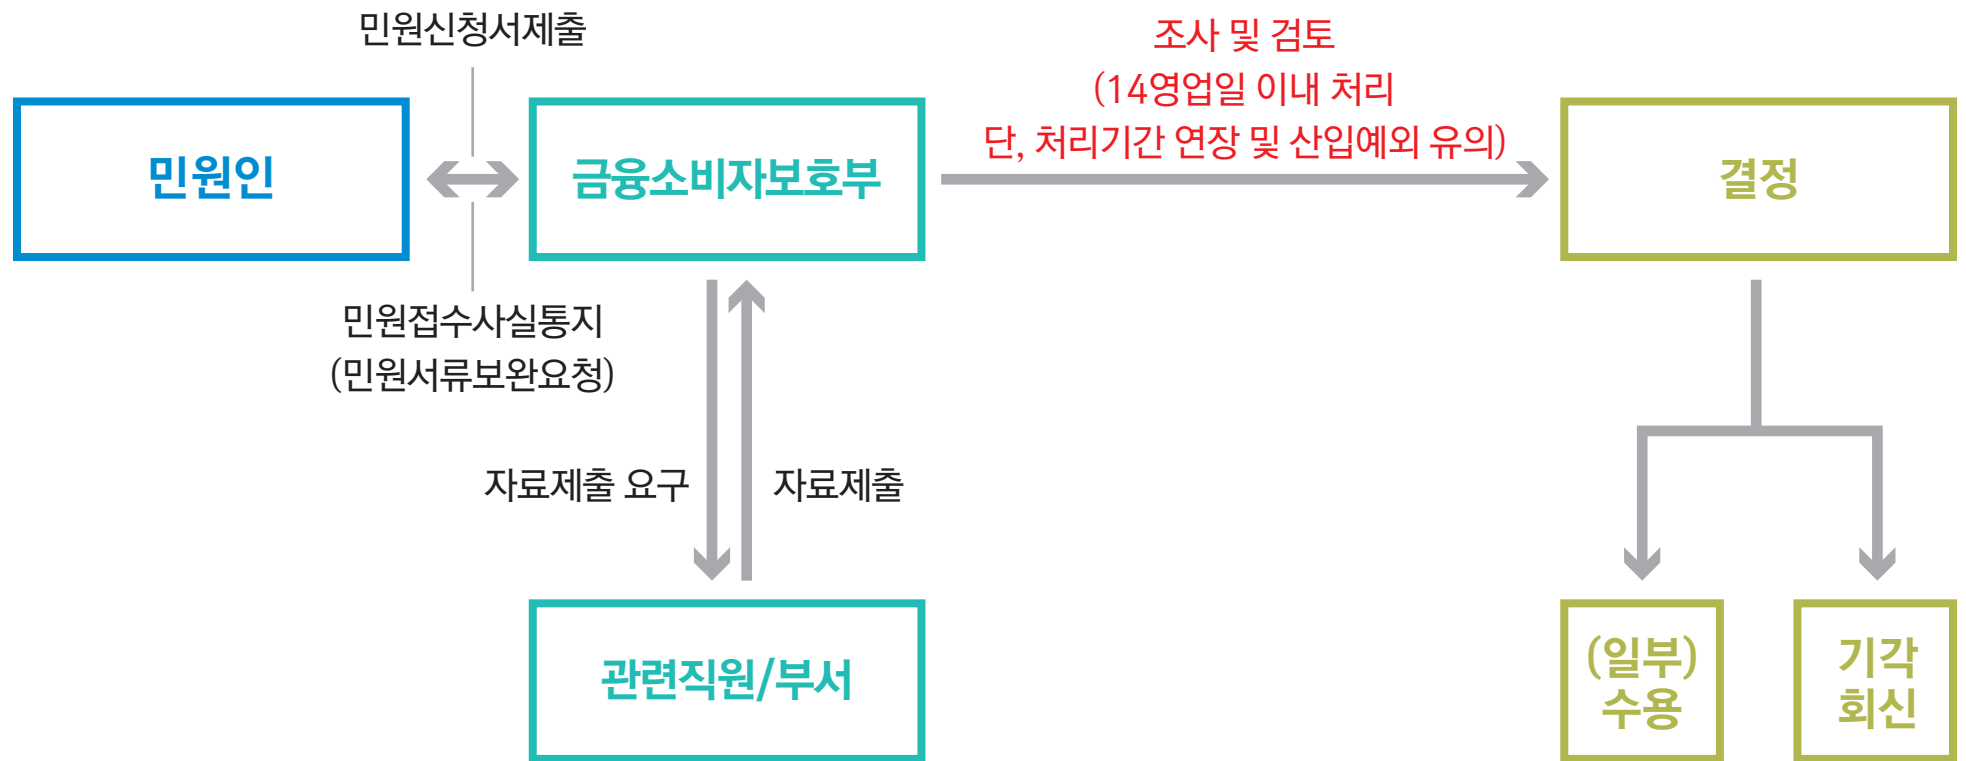 민원신청서제출
조사 및 검토
(14영업일 이내 처리
단, 처리기간 연장 및 산입예외 유의)
민원인
금융소비자보호부
결정
민원접수사실통지
(민원서류보완요청)
자료제출 요구
자료제출
관련직원/부서
(일부)
수용
기각
회신